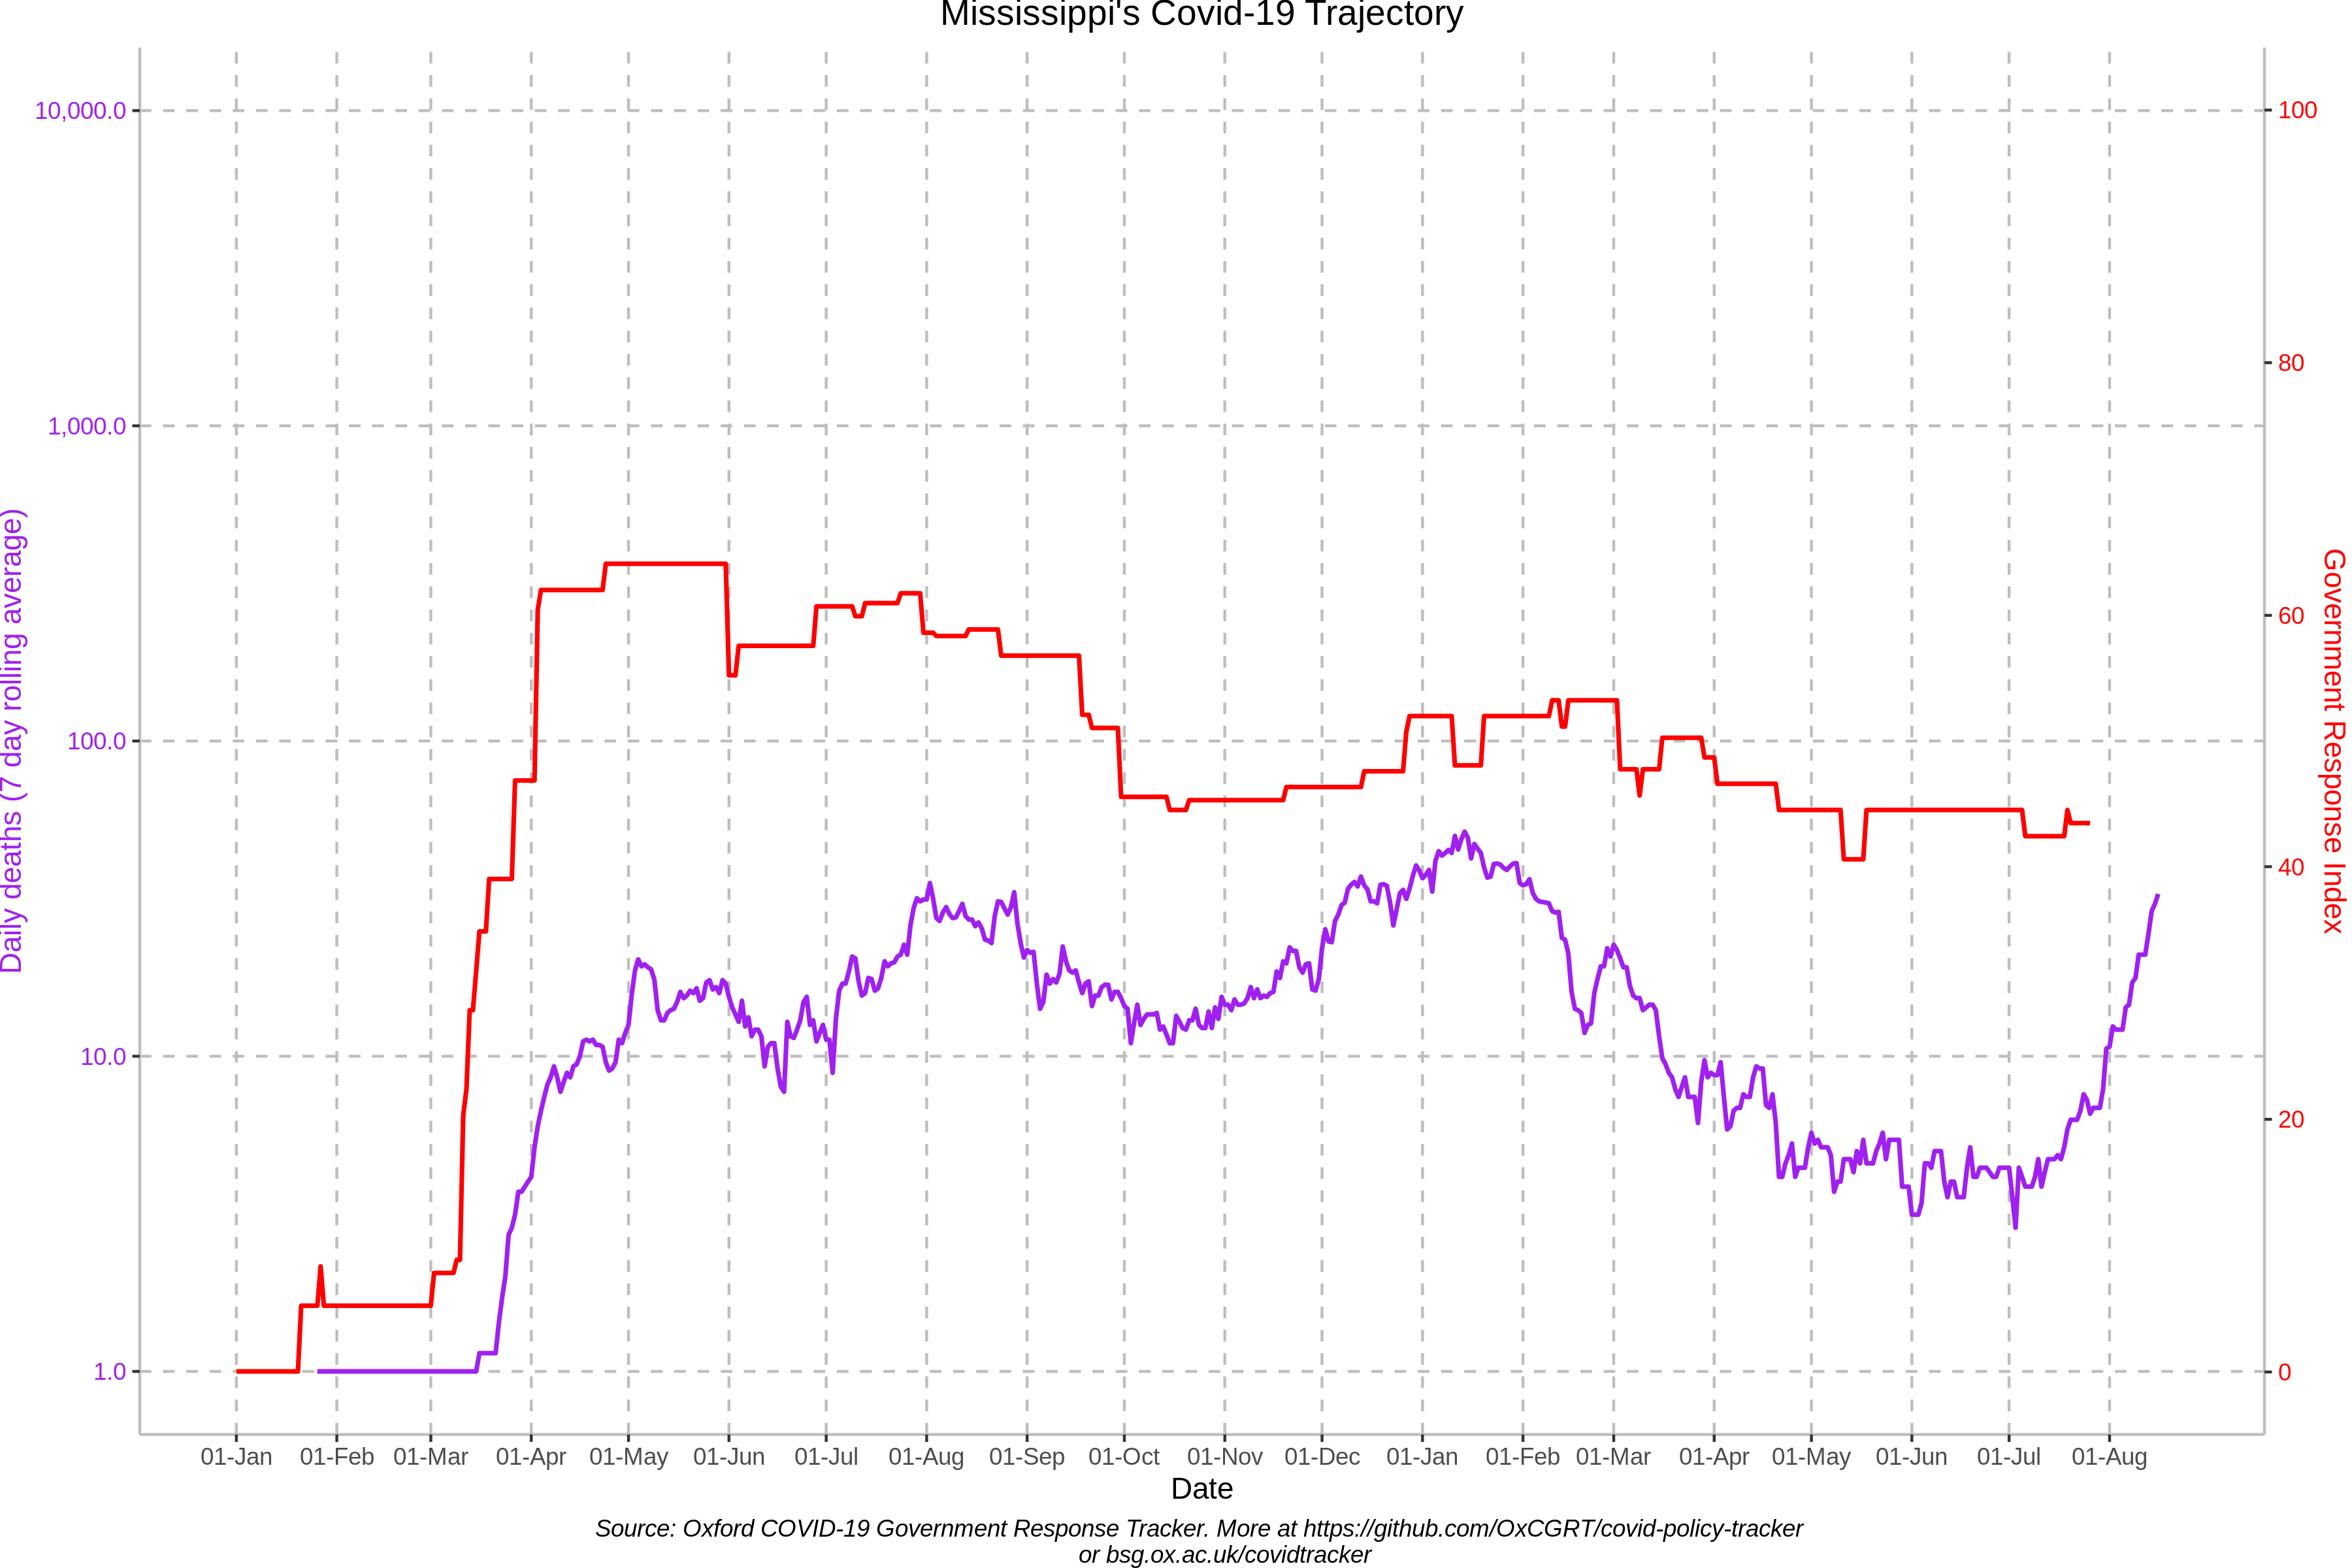 Mississippi's Covid-19 Trajectory
10,000.0
1,000.0
100.0
10.0
1.0
Daily deaths (7 day rolling average)
100
80
60
40
20
0
Government Response Index
01-Jan 01-Feb 01-Mar 01-Apr 01-May 01-Jun 01-Jul 01-Aug 01-Sep 01-Oct 01-Nov 01-Dec 01-Jan 01-Feb 01-Mar 01-Apr 01-May 01-Jun 01-Jul 01-Aug
Date
Source: Oxford COVID-19 Government Response Tracker. More at https://github.com/OxCGRT/covid-policy-tracker
or bsg.ox.ac.uk/covidtracker